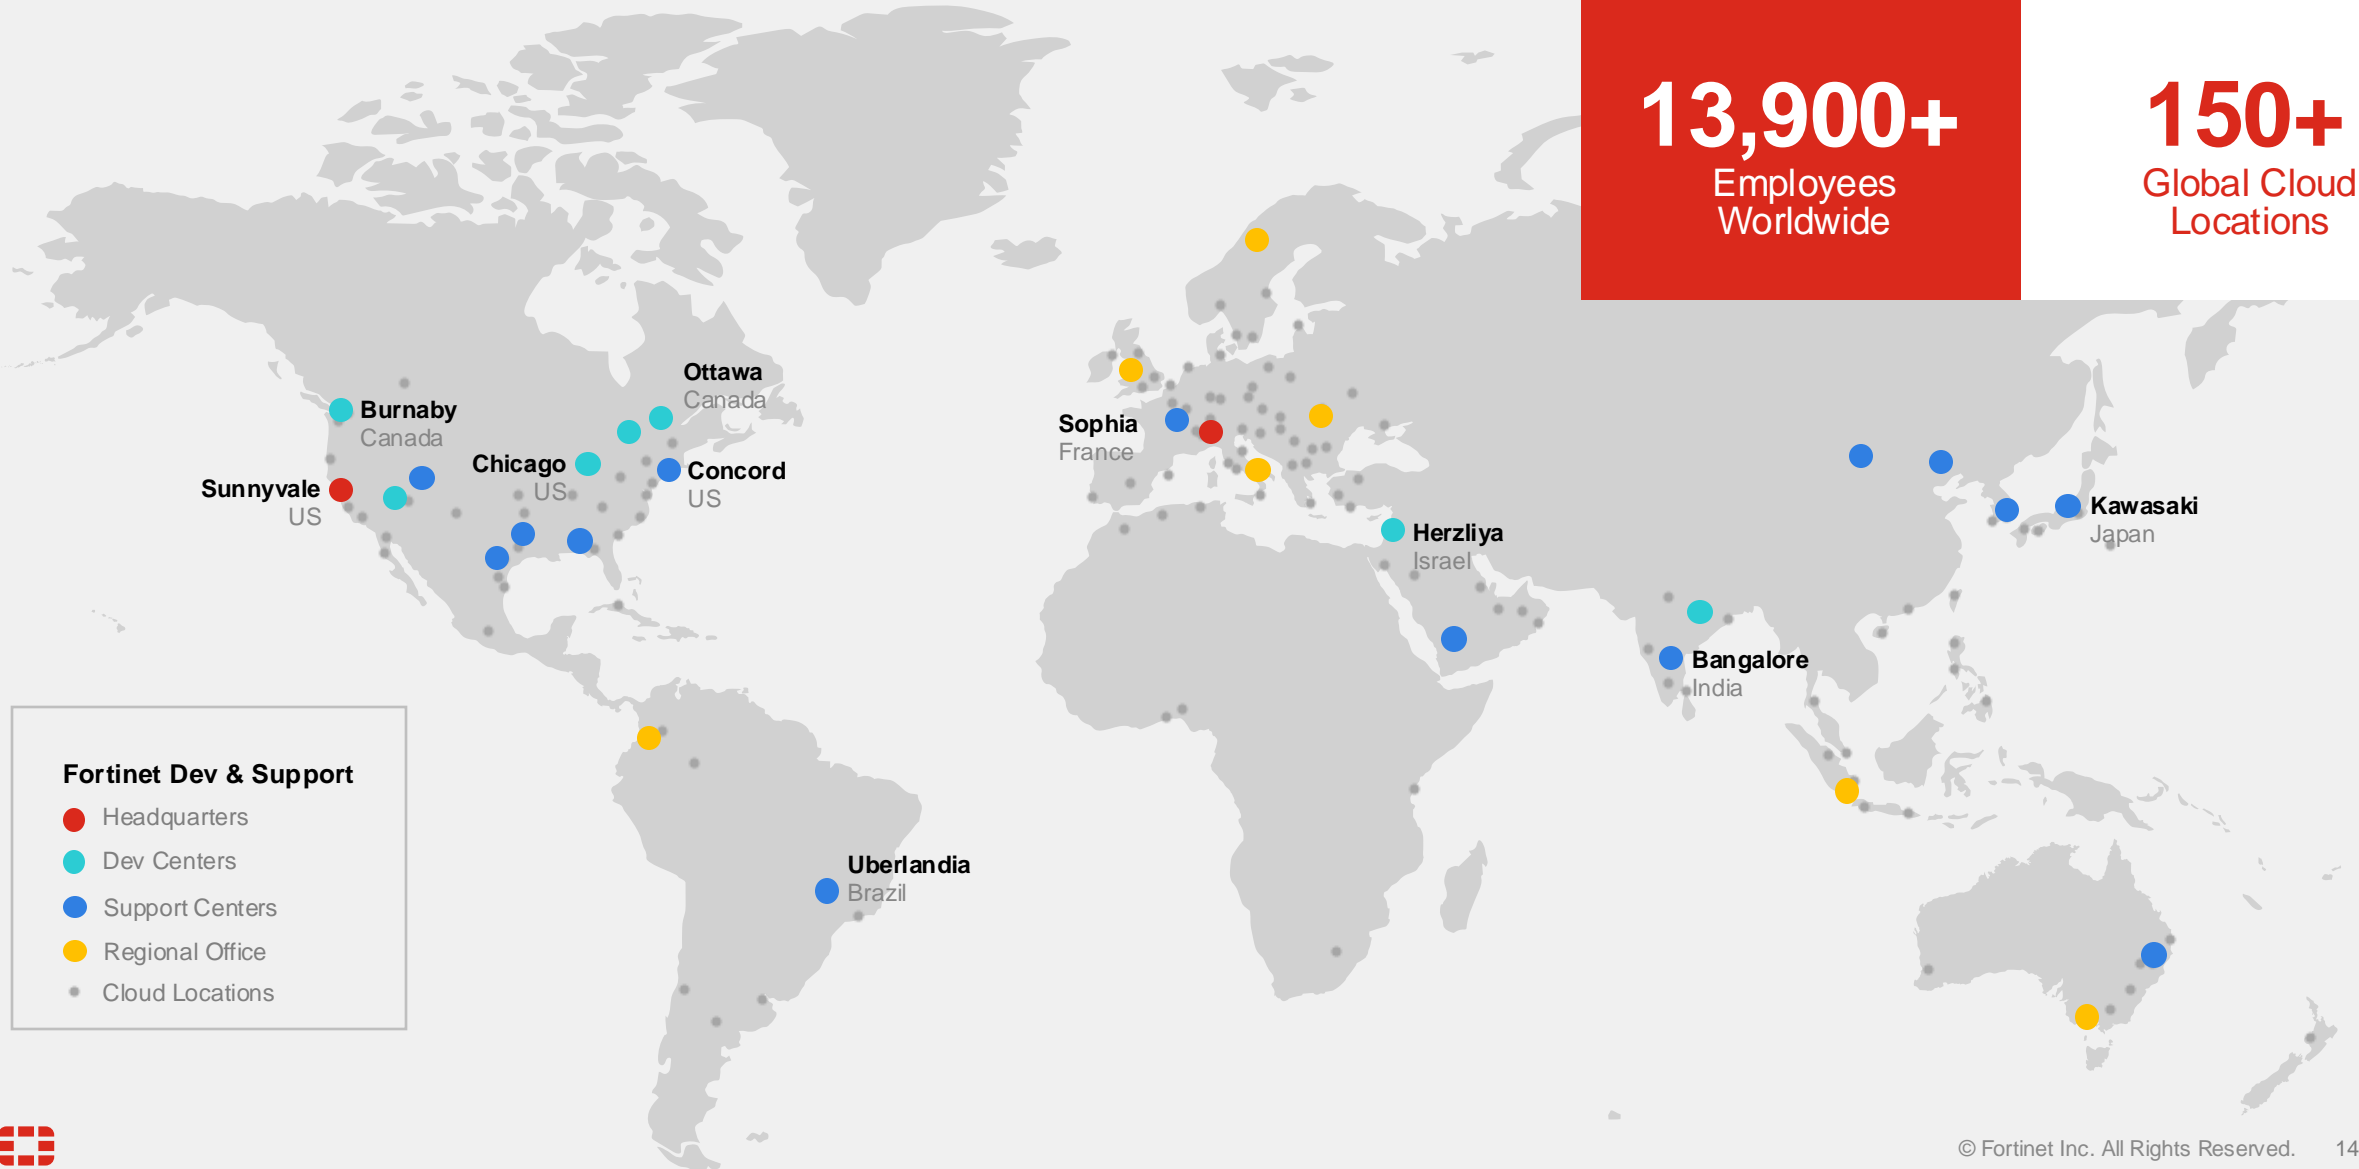 13,900+
Employees
Worldwide
150+
Global Cloud
Locations
Ottawa
Canada
Burnaby
Canada
Chicago
US
Concord
US
Sunnyvale
US
Sophia
France
Herzliya
Israel
Kawasaki
Japan
Bangalore
India
Uberlandia
Brazil
Fortinet Dev & Support
Headquarters
Dev Centers
Support Centers
Regional Office
Cloud Locations
© Fortinet Inc. All Rights Reserved. 14